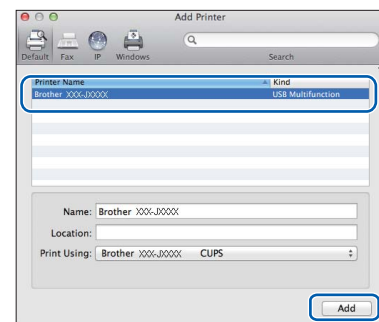 Add Printer
Default Fax IP Windows Search
Printer Name Kind
Brother XXX-JXXXX USB Multifunction
Name: Brother XXX-JXXXX
Location:
Print Using: Brother XXX-JXXXX CUPS
Add